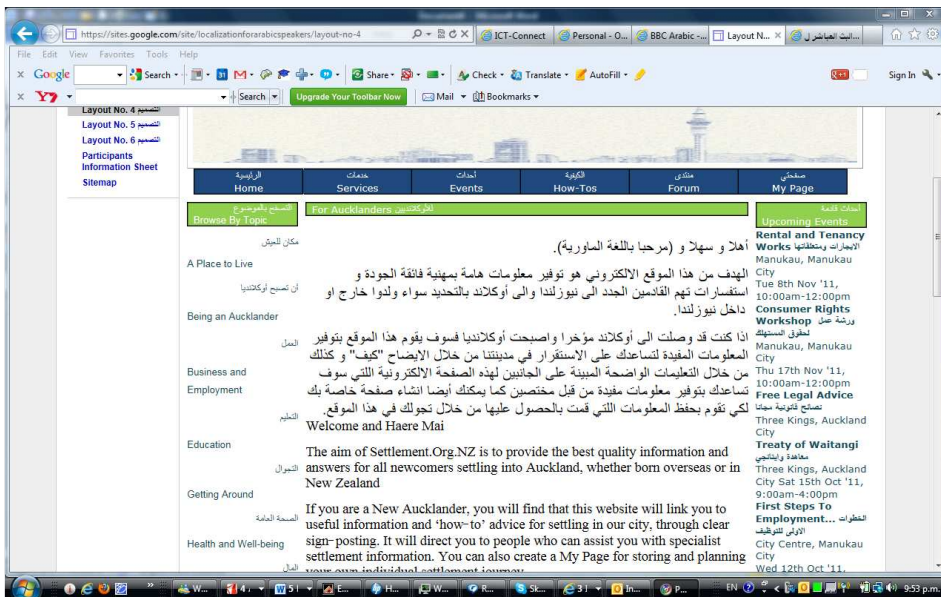 https://sites.google.com/site/localizationforarabicspeakers/layout-no-4
ICT-Connect
Personal - O...
BBC Arabic -...
Layout N...
البث المباشر ل...
File Edit View Favorites Tools Help
Google Search Share Check Translate AutoFill Sign In
Search Upgrade Your Toolbar Now Mail Bookmarks
Layout No. 4 التصميم
Layout No. 5 التصميم
Layout No. 6 التصميم
Participants
Information Sheet
Sitemap
الرئيسية خدمات أحداث الكيفية منتدى صفحتي
Home Services Events How-Tos Forum My Page
التصفح بالموضوع
Browse By Topic
مكان للعيش
A Place to Live
أن تصبح أوكلانديا
Being an Aucklander
العمل
Business and
Employment
التعليم
Education
التجوال
Getting Around
الصحة العامة
Health and Well-being
المال
For Aucklanders للأوكلانديين
أهلا و سهلا و (مرحبا باللغة الماورية).
الهدف من هذا الموقع الالكتروني هو توفير معلومات هامة بمهنية فائقة الجودة و
استفسارات تهم القادمين الجدد الى نيوزلندا والى أوكلاند بالتحديد سواء ولدوا خارج او
داخل نيوزلندا.
اذا كنت قد وصلت الى أوكلاند مؤخرا واصبحت أوكلانديا فسوف يقوم هذا الموقع بتوفير
المعلومات المفيدة لتساعدك على الاستقرار في مدينتنا من خلال الايضاح "كيف" و كذلك
من خلال التعليمات الواضحة المبينة على الجانبين لهذه الصفحة الالكترونية اللتي سوف
تساعدك بتوفير معلومات مفيدة من قبل مختصين كما يمكنك أيضا انشاء صفحة خاصة بك
لكي تقوم بحفظ المعلومات اللتي قمت بالحصول عليها من خلال تجولك في هذا الموقع.
Welcome and Haere Mai
The aim of Settlement.Org.NZ is to provide the best quality information and
answers for all newcomers settling into Auckland, whether born overseas or in
New Zealand
If you are a New Aucklander, you will find that this website will link you to
useful information and ‘how-to’ advice for settling in our city, through clear
sign-posting. It will direct you to people who can assist you with specialist
settlement information. You can also create a My Page for storing and planning
your own individual settlement journey
أحداث قادمة
Upcoming Events
Rental and Tenancy
Works الايجارات ومتعلقاتها
Manukau, Manukau
City
Tue 8th Nov '11,
10:00am-12:00pm
Consumer Rights
Workshop ورشة عمل
لحقوق المستهلك
Manukau, Manukau
City
Thu 17th Nov '11,
10:00am-12:00pm
Free Legal Advice
نصائح قانونية مجانا
Three Kings, Auckland
City
Treaty of Waitangi
معاهدة وايتانجي
Three Kings, Auckland
City Sat 15th Oct '11,
9:00am-4:00pm
First Steps To
Employment... الخطوات
الاولى للتوظيف
City Centre, Manukau
City
Wed 12th Oct '11,
EN 9:53 p.m.